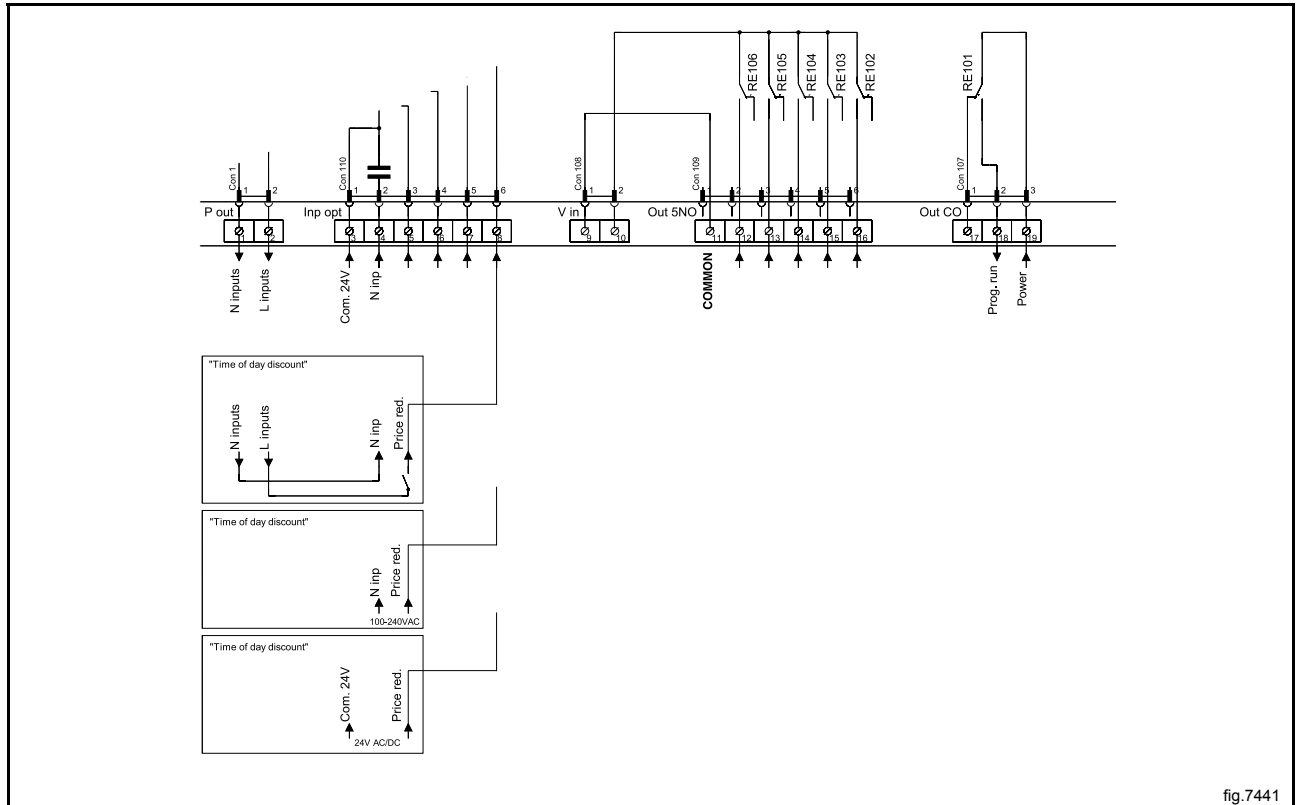 RE106
RE105
RE104
RE103
RE102
RE101
Con 1
Con 110
Con 108
Con 109
Con 107
1 2
1 2 3 4 5 6
1 2
1 2 3 4 5 6
1 2 3
P out
Inp opt
V in
Out 5NO
Out CO
1 2
3 4 5 6 7 8
9 10
11 12 13 14 15 16
17 18 19
N inputs
L inputs
Com. 24V
N inp
COMMON
Prog. run
Power
"Time of day discount"
N inputs
L inputs
N inp
Price red.
"Time of day discount"
N inp
Price red.
100-240VAC
"Time of day discount"
Com. 24V
Price red.
24V AC/DC
fig.7441